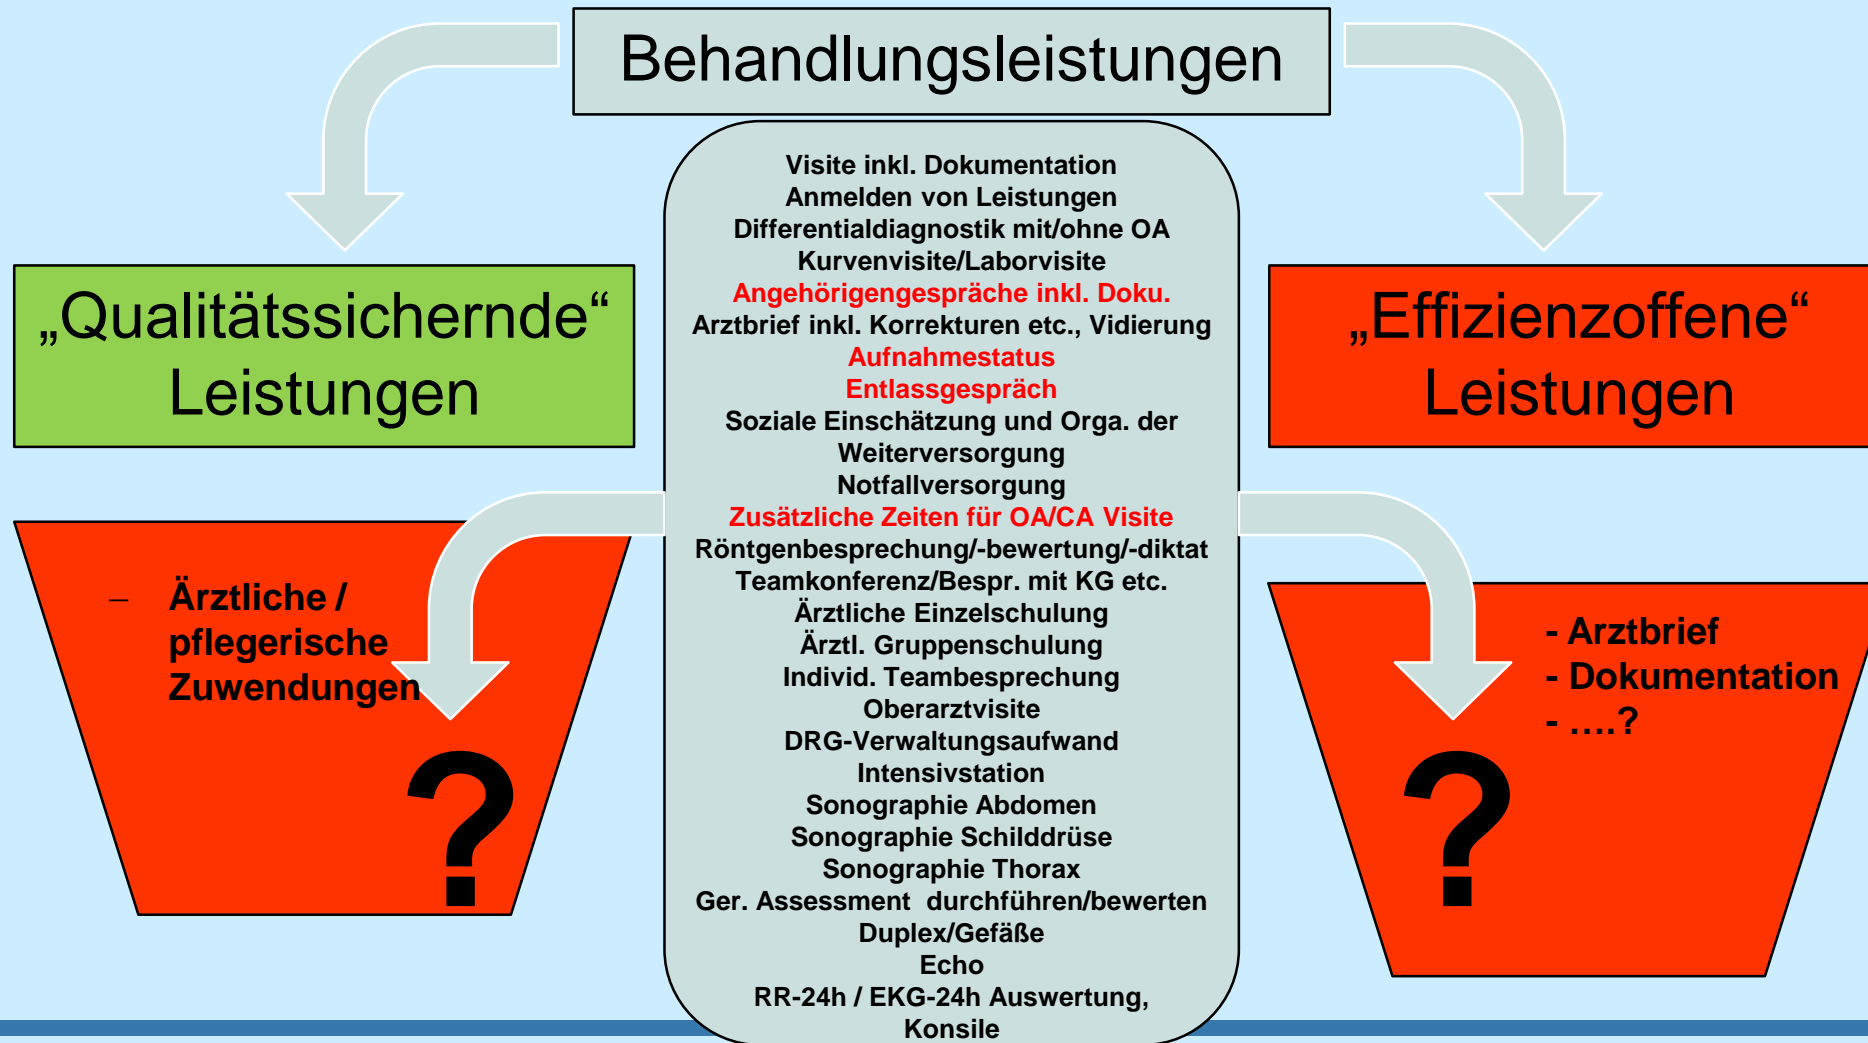 Behandlungsleistungen
„Qualitätssichernde“
Leistungen
Visite inkl. Dokumentation
Anmelden von Leistungen
Differentialdiagnostik mit/ohne OA
Kurvenvisite/Laborvisite
Angehörigengespräche inkl. Doku.
Arztbrief inkl. Korrekturen etc., Vidierung
Aufnahmestatus
Entlassgespräch
Soziale Einschätzung und Orga. der
Weiterversorgung
Notfallversorgung
Zusätzliche Zeiten für OA/CA Visite
Röntgenbesprechung/-bewertung/-diktat
Teamkonferenz/Bespr. mit KG etc.
Ärztliche Einzelschulung
Ärztl. Gruppenschulung
Individ. Teambesprechung
Oberarztvisite
DRG-Verwaltungsaufwand
Intensivstation
Sonographie Abdomen
Sonographie Schilddrüse
Sonographie Thorax
Ger. Assessment durchführen/bewerten
Duplex/Gefäße
Echo
RR-24h / EKG-24h Auswertung,
Konsile
„Effizienzoffene“
Leistungen
– Ärztliche /
pflegerische
Zuwendungen
?
- Arztbrief
- Dokumentation
- ….?
?